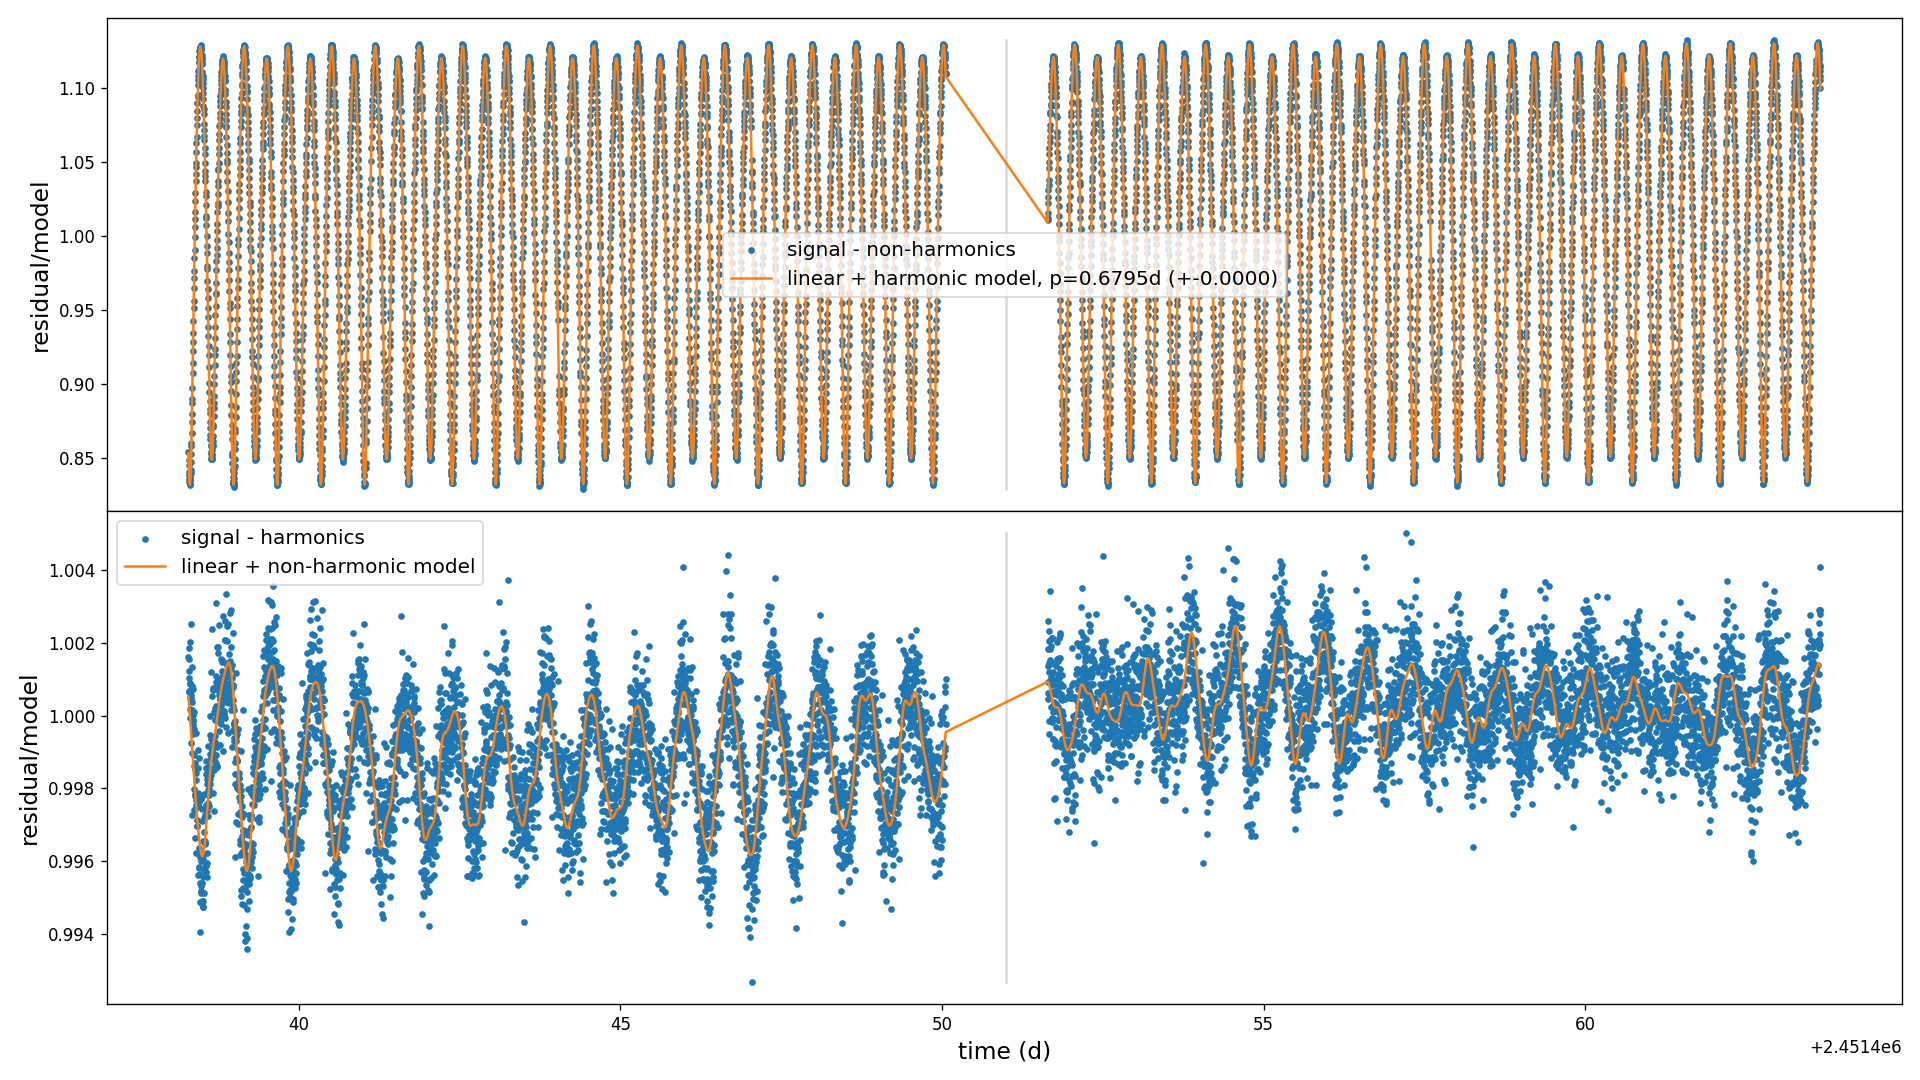 1.10
1.05
1.00
0.95
0.90
0.85
residual/model
signal - non-harmonics
linear + harmonic model, p=0.6795d (+-0.0000)
signal - harmonics
linear + non-harmonic model
1.004
1.002
1.000
0.998
0.996
0.994
residual/model
40
45
50
55
60
time (d)
+2.4514e6